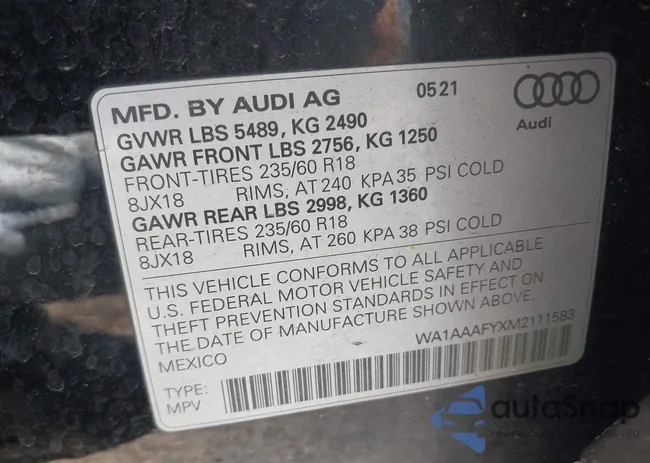 MFD. BY AUDI AG 05 21
Audi
GVWR LBS 5489, KG 2490
GAWR FRONT LBS 2756, KG 1250
FRONT-TIRES 235/60 R18
8JX18 RIMS, AT 240 KPA 35 PSI COLD
GAWR REAR LBS 2998, KG 1360
REAR-TIRES 235/60 R18
8JX18 RIMS, AT 260 KPA 38 PSI COLD
THIS VEHICLE CONFORMS TO ALL APPLICABLE
U.S. FEDERAL MOTOR VEHICLE SAFETY AND
THEFT PREVENTION STANDARDS IN EFFECT ON
THE DATE OF MANUFACTURE SHOWN ABOVE.
MEXICO WA1AAAFYXM2111583
TYPE:
MPV
autoSnap